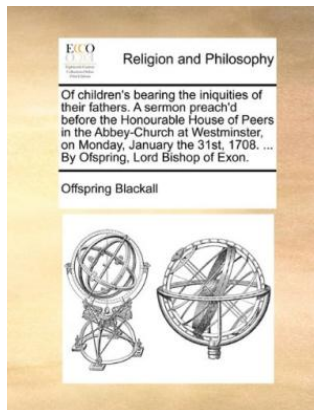 ECCO
Religion and Philosophy
Of children's bearing the iniquities of
their fathers. A sermon preach'd
before the Honourable House of Peers
in the Abbey-Church at Westminster,
on Monday, January the 31st, 1708. ...
By Ofspring, Lord Bishop of Exon.
Offspring Blackall